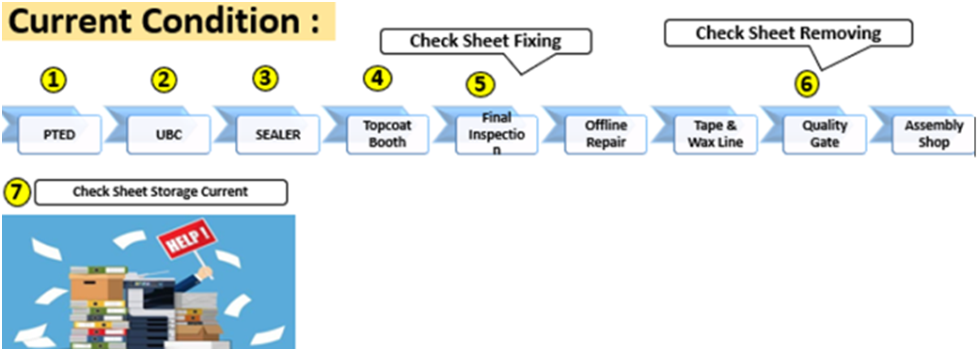 Current Condition :
Check Sheet Fixing
Check Sheet Removing
1
2
3
4
5
6
PTED
UBC
SEALER
Topcoat
Booth
Final
Inspectio
n
Offline
Repair
Tape &
Wax Line
Quality
Gate
Assembly
Shop
7
Check Sheet Storage Current
HELP !